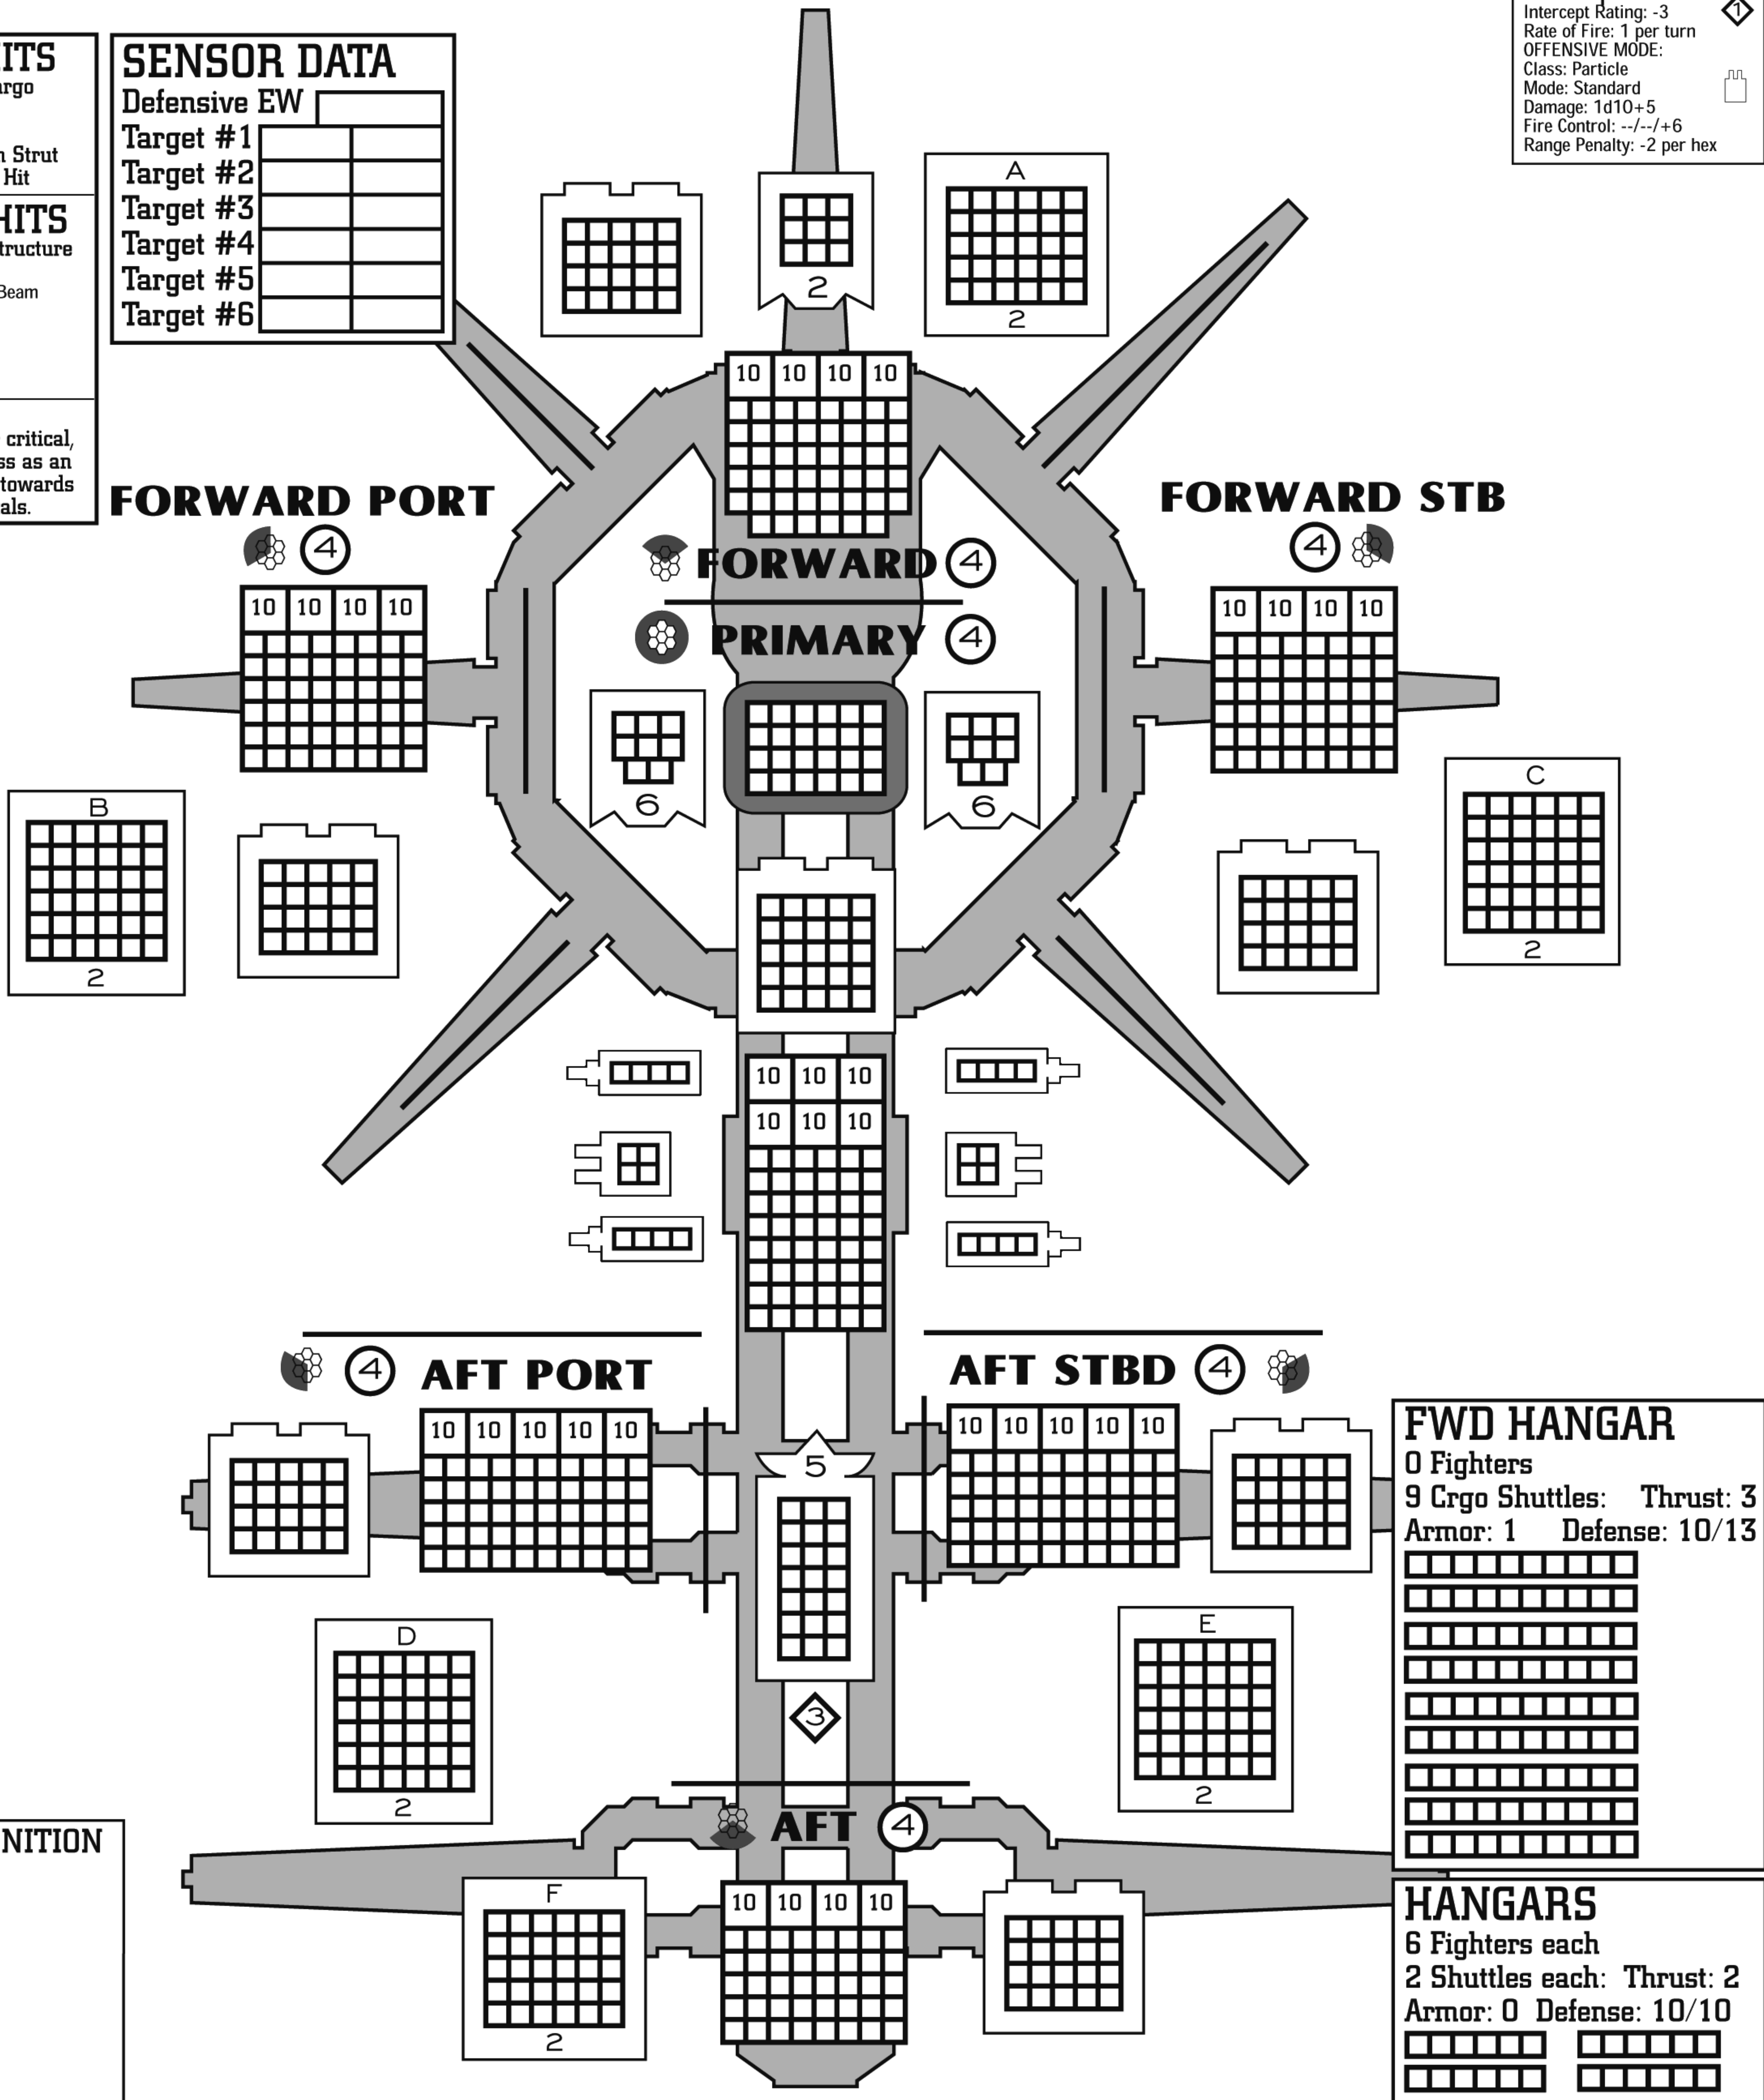 ITS
argo
Strut
Hit
HITS
tructure
Beam
critical,
ss as an
towards
als.
SENSOR DATA
Defensive EW
Target #1
Target #2
Target #3
Target #4
Target #5
Target #6
Intercept Rating: -3
1
Rate of Fire: 1 per turn
OFFENSIVE MODE:
Class: Particle
Mode: Standard
Damage: 1d10+5
Fire Control: --/--/+6
Range Penalty: -2 per hex
2
A
2
10 10 10 10
FORWARD PORT
4
10 10 10 10
FORWARD STB
4
10 10 10 10
FORWARD 4
PRIMARY 4
6
6
B
2
C
2
10 10 10
10 10 10
AFT PORT
4
10 10 10 10 10
AFT STBD 4
10 10 10 10 10
5
3
D
2
E
2
AFT 4
F
2
10 10 10 10
FWD HANGAR
0 Fighters
9 Crgo Shuttles: Thrust: 3
Armor: 1 Defense: 10/13
HANGARS
6 Fighters each
2 Shuttles each: Thrust: 2
Armor: 0 Defense: 10/10
NITION